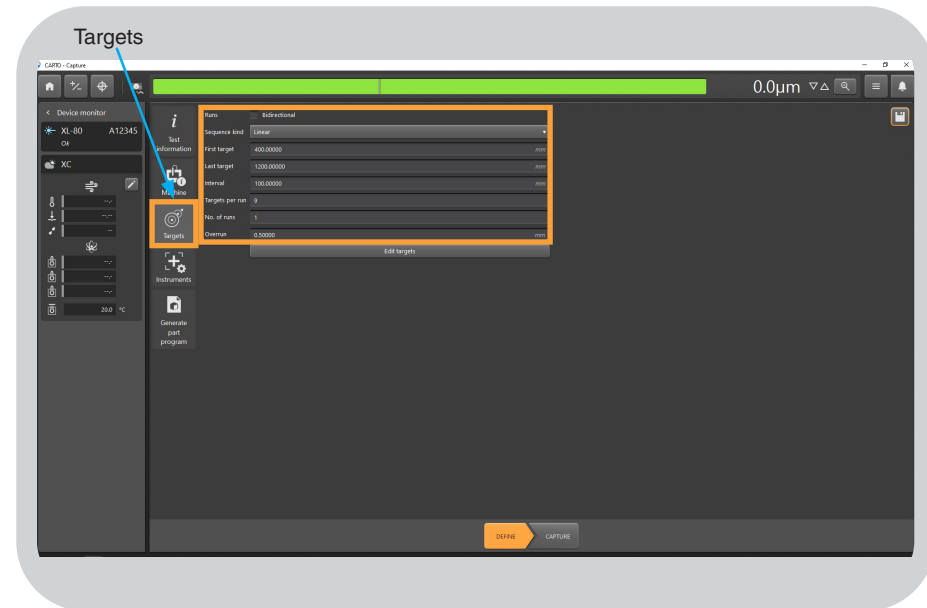 Targets
CARTO - Capture
0.0µm
Device monitor
XL-80 A12345
Ok
XC
--.-
--.-
--
--.-
--.-
--.-
20.0 °C
Test
information
Machine
Targets
Instruments
Generate
part
program
Runs Bidirectional
Sequence kind Linear
First target 400.00000 mm
Last target 1200.00000 mm
Interval 100.00000 mm
Targets per run 9
No. of runs 1
Overrun 0.50000 mm
Edit targets
DEFINE CAPTURE